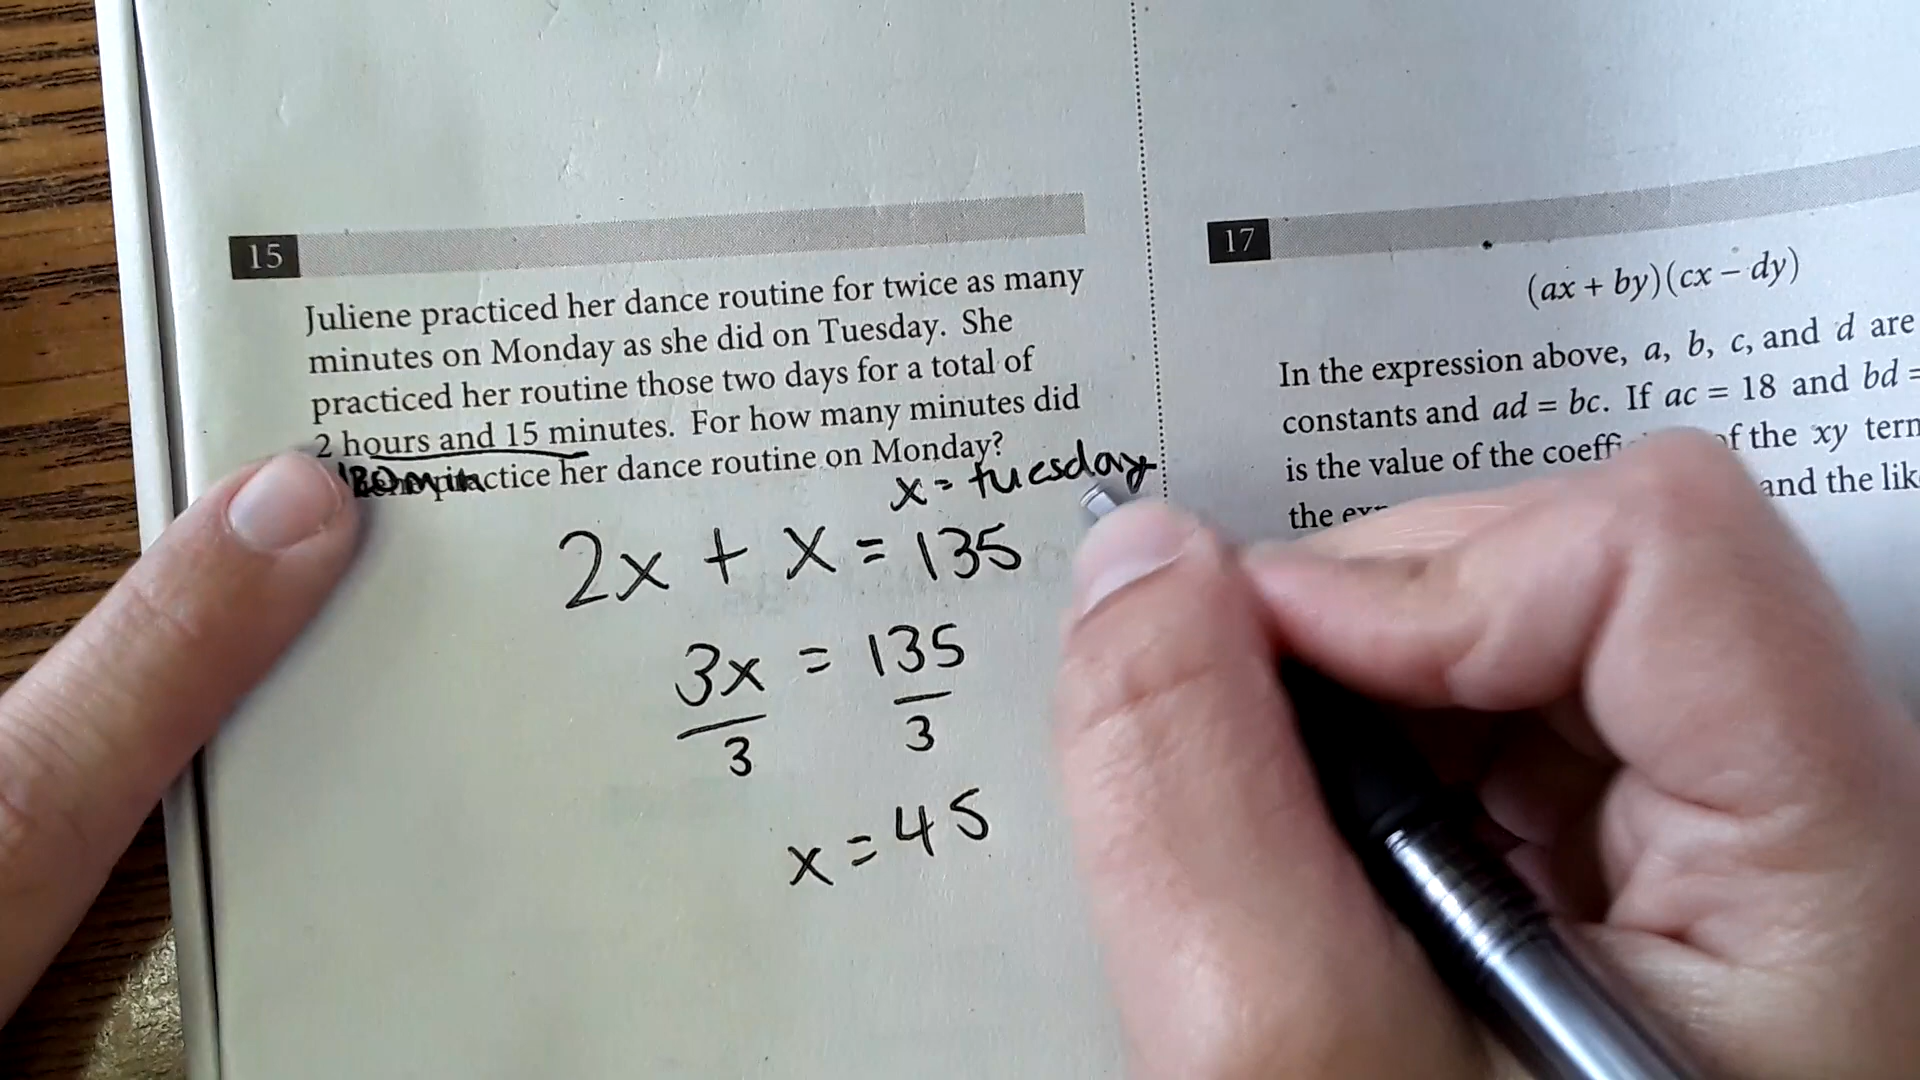 15
Juliene practiced her dance routine for twice as many
minutes on Monday as she did on Tuesday. She
practiced her routine those two days for a total of
2 hours and 15 minutes. For how many minutes did
practice her dance routine on Monday?
x = tuesday
2x + x = 135
3x = 135
3 3
x = 45
17
(ax + by)(cx – dy)
In the expression above, a, b, c, and d are
constants and ad = bc. If ac = 18 and bd =
is the value of the of the xy
and the
the